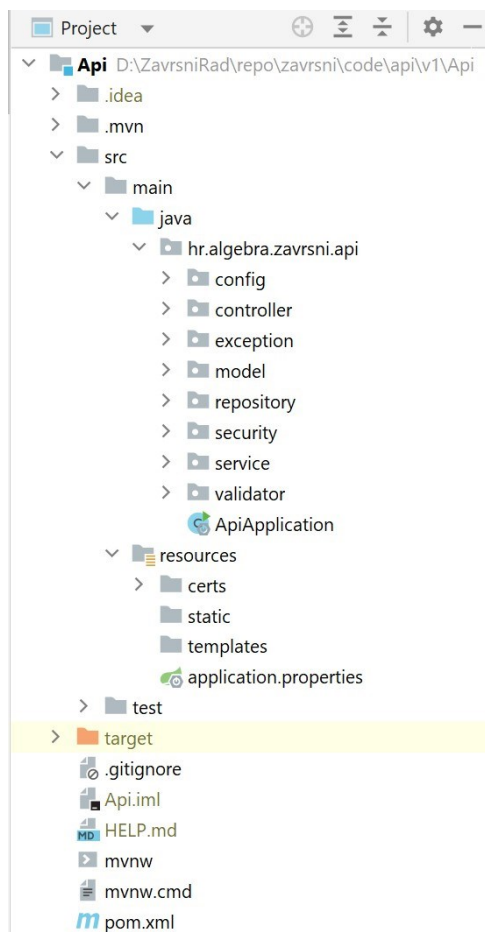 Project
Api D:\ZavrsniRad\repo\zavrsni\code\api\v1\Api
.idea
.mvn
src
main
java
hr.algebra.zavrsni.api
config
controller
exception
model
repository
security
service
validator
ApiApplication
resources
certs
static
templates
application.properties
test
target
.gitignore
Api.iml
MD HELP.md
mvnw
mvnw.cmd
m pom.xml